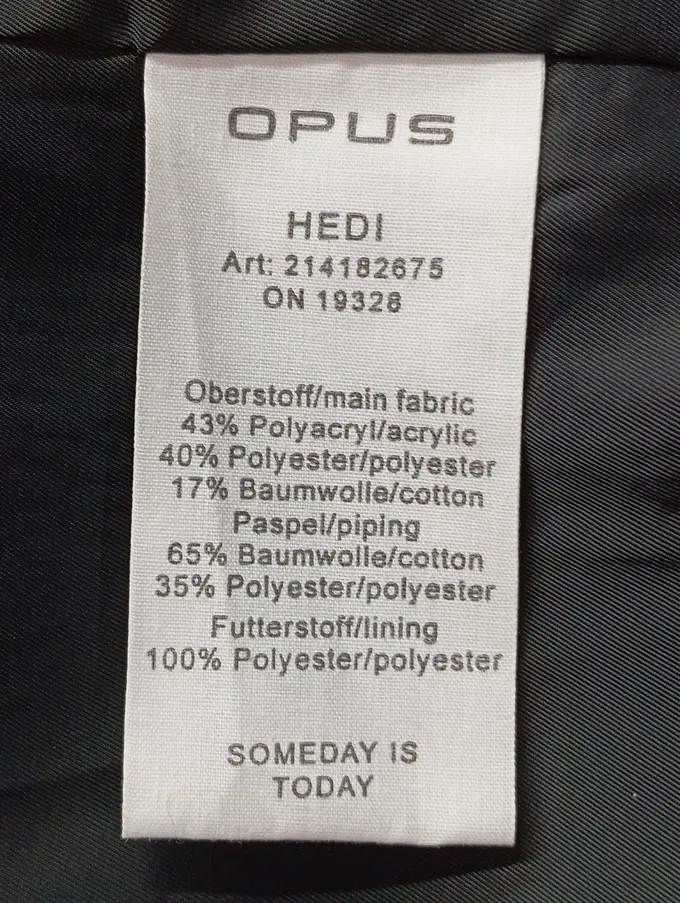 OPUS
HEDI
Art: 214182675
ON 19328
Oberstoff/main fabric
43% Polyacryl/acrylic
40% Polyester/polyester
17% Baumwolle/cotton
Paspel/piping
65% Baumwolle/cotton
35% Polyester/polyester
Futterstoff/lining
100% Polyester/polyester
SOMEDAY IS
TODAY